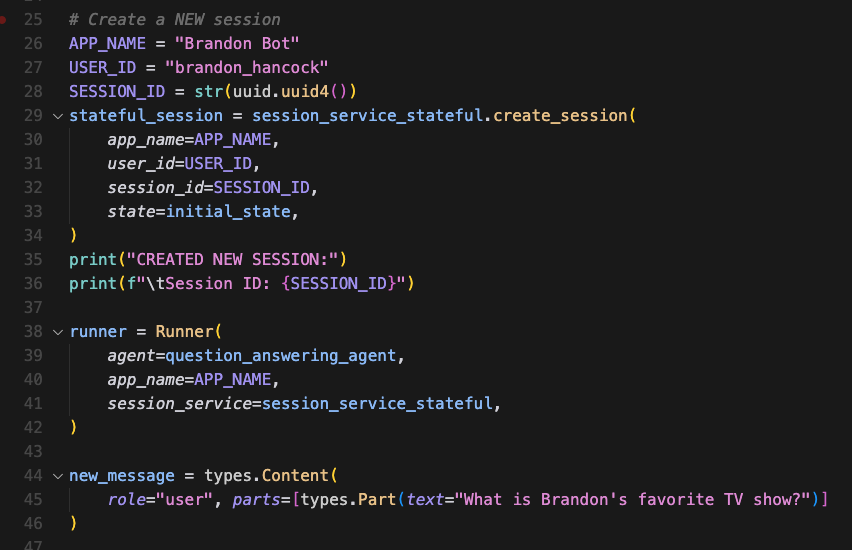 25 # Create a NEW session
26 APP_NAME = "Brandon Bot"
27 USER_ID = "brandon_hancock"
28 SESSION_ID = str(uuid.uuid4())
29 stateful_session = session_service_stateful.create_session(
30     app_name=APP_NAME,
31     user_id=USER_ID,
32     session_id=SESSION_ID,
33     state=initial_state,
34 )
35 print("CREATED NEW SESSION:")
36 print(f"\tSession ID: {SESSION_ID}")
37
38 runner = Runner(
39     agent=question_answering_agent,
40     app_name=APP_NAME,
41     session_service=session_service_stateful,
42 )
43
44 new_message = types.Content(
45     role="user", parts=[types.Part(text="What is Brandon's favorite TV show?")]
46 )
47